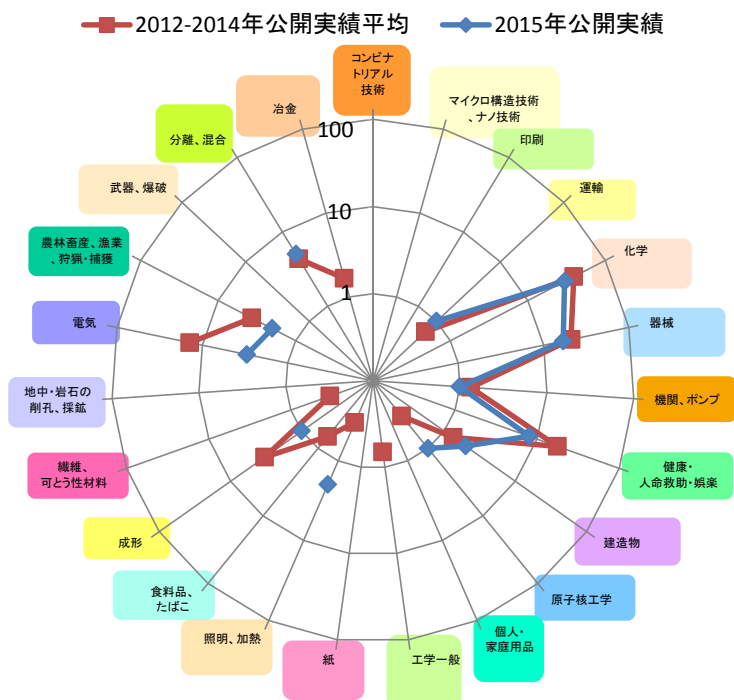 2012-2014年公開実績平均
2015年公開実績
コンビナ
トリアル
技術
マイクロ構造技術
、ナノ技術
印刷
運輸
化学
器械
機関、ポンプ
健康・
人命救助・娯楽
建造物
原子核工学
個人・
家庭用品
工学一般
紙
照明、加熱
食料品、
たばこ
成形
繊維、
可とう性材料
地中・岩石の
削孔、採鉱
電気
農林畜産、漁業
、狩猟・捕獲
武器、爆破
分離、混合
冶金
100
10
1